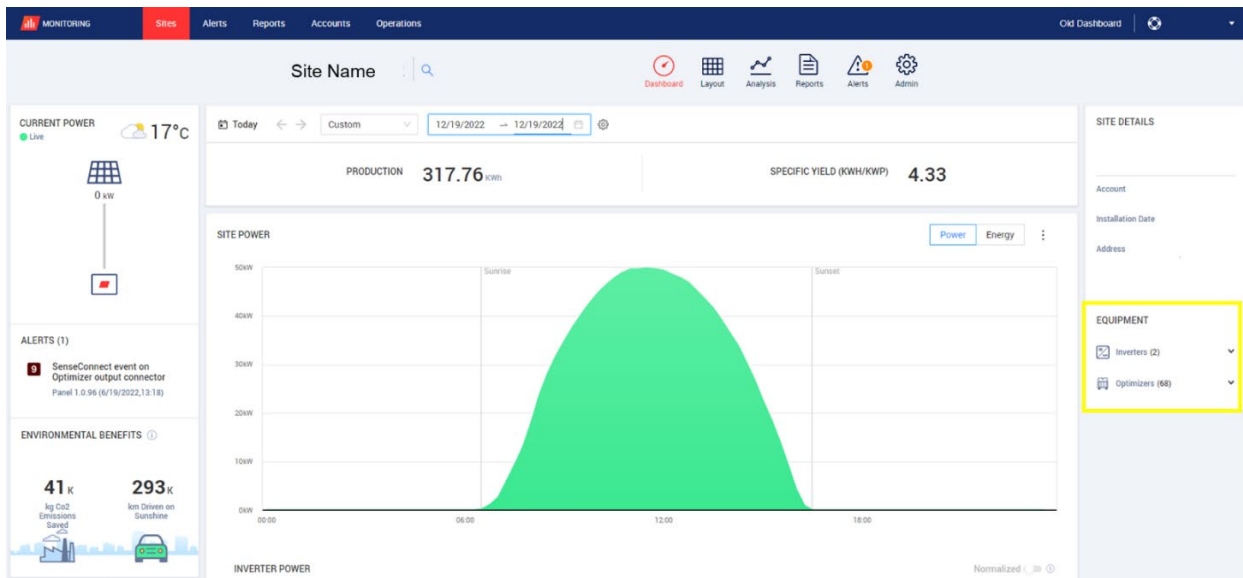 MONITORING
Sites
Alerts
Reports
Accounts
Operations
Old Dashboard
Site Name
Dashboard
Layout
Analysis
Reports
Alerts
Admin
CURRENT POWER
Live
17°c
0 kW
ALERTS (1)
9
SenseConnect event on
Optimizer output connector
Panel 1.0.96 (6/19/2022,13:18)
ENVIRONMENTAL BENEFITS
41 K
kg Co2
Emissions
Saved
293 K
km Driven on
Sunshine
Today
Custom
12/19/2022 → 12/19/2022
PRODUCTION 317.76 KWh
SPECIFIC YIELD (KWH/KWP) 4.33
SITE POWER
Power
Energy
50kW
40kW
30kW
20kW
10kW
0kW
Sunrise
Sunset
00:00
06:00
12:00
18:00
INVERTER POWER
Normalized
SITE DETAILS
Account
Installation Date
Address
EQUIPMENT
Inverters (2)
Optimizers (68)